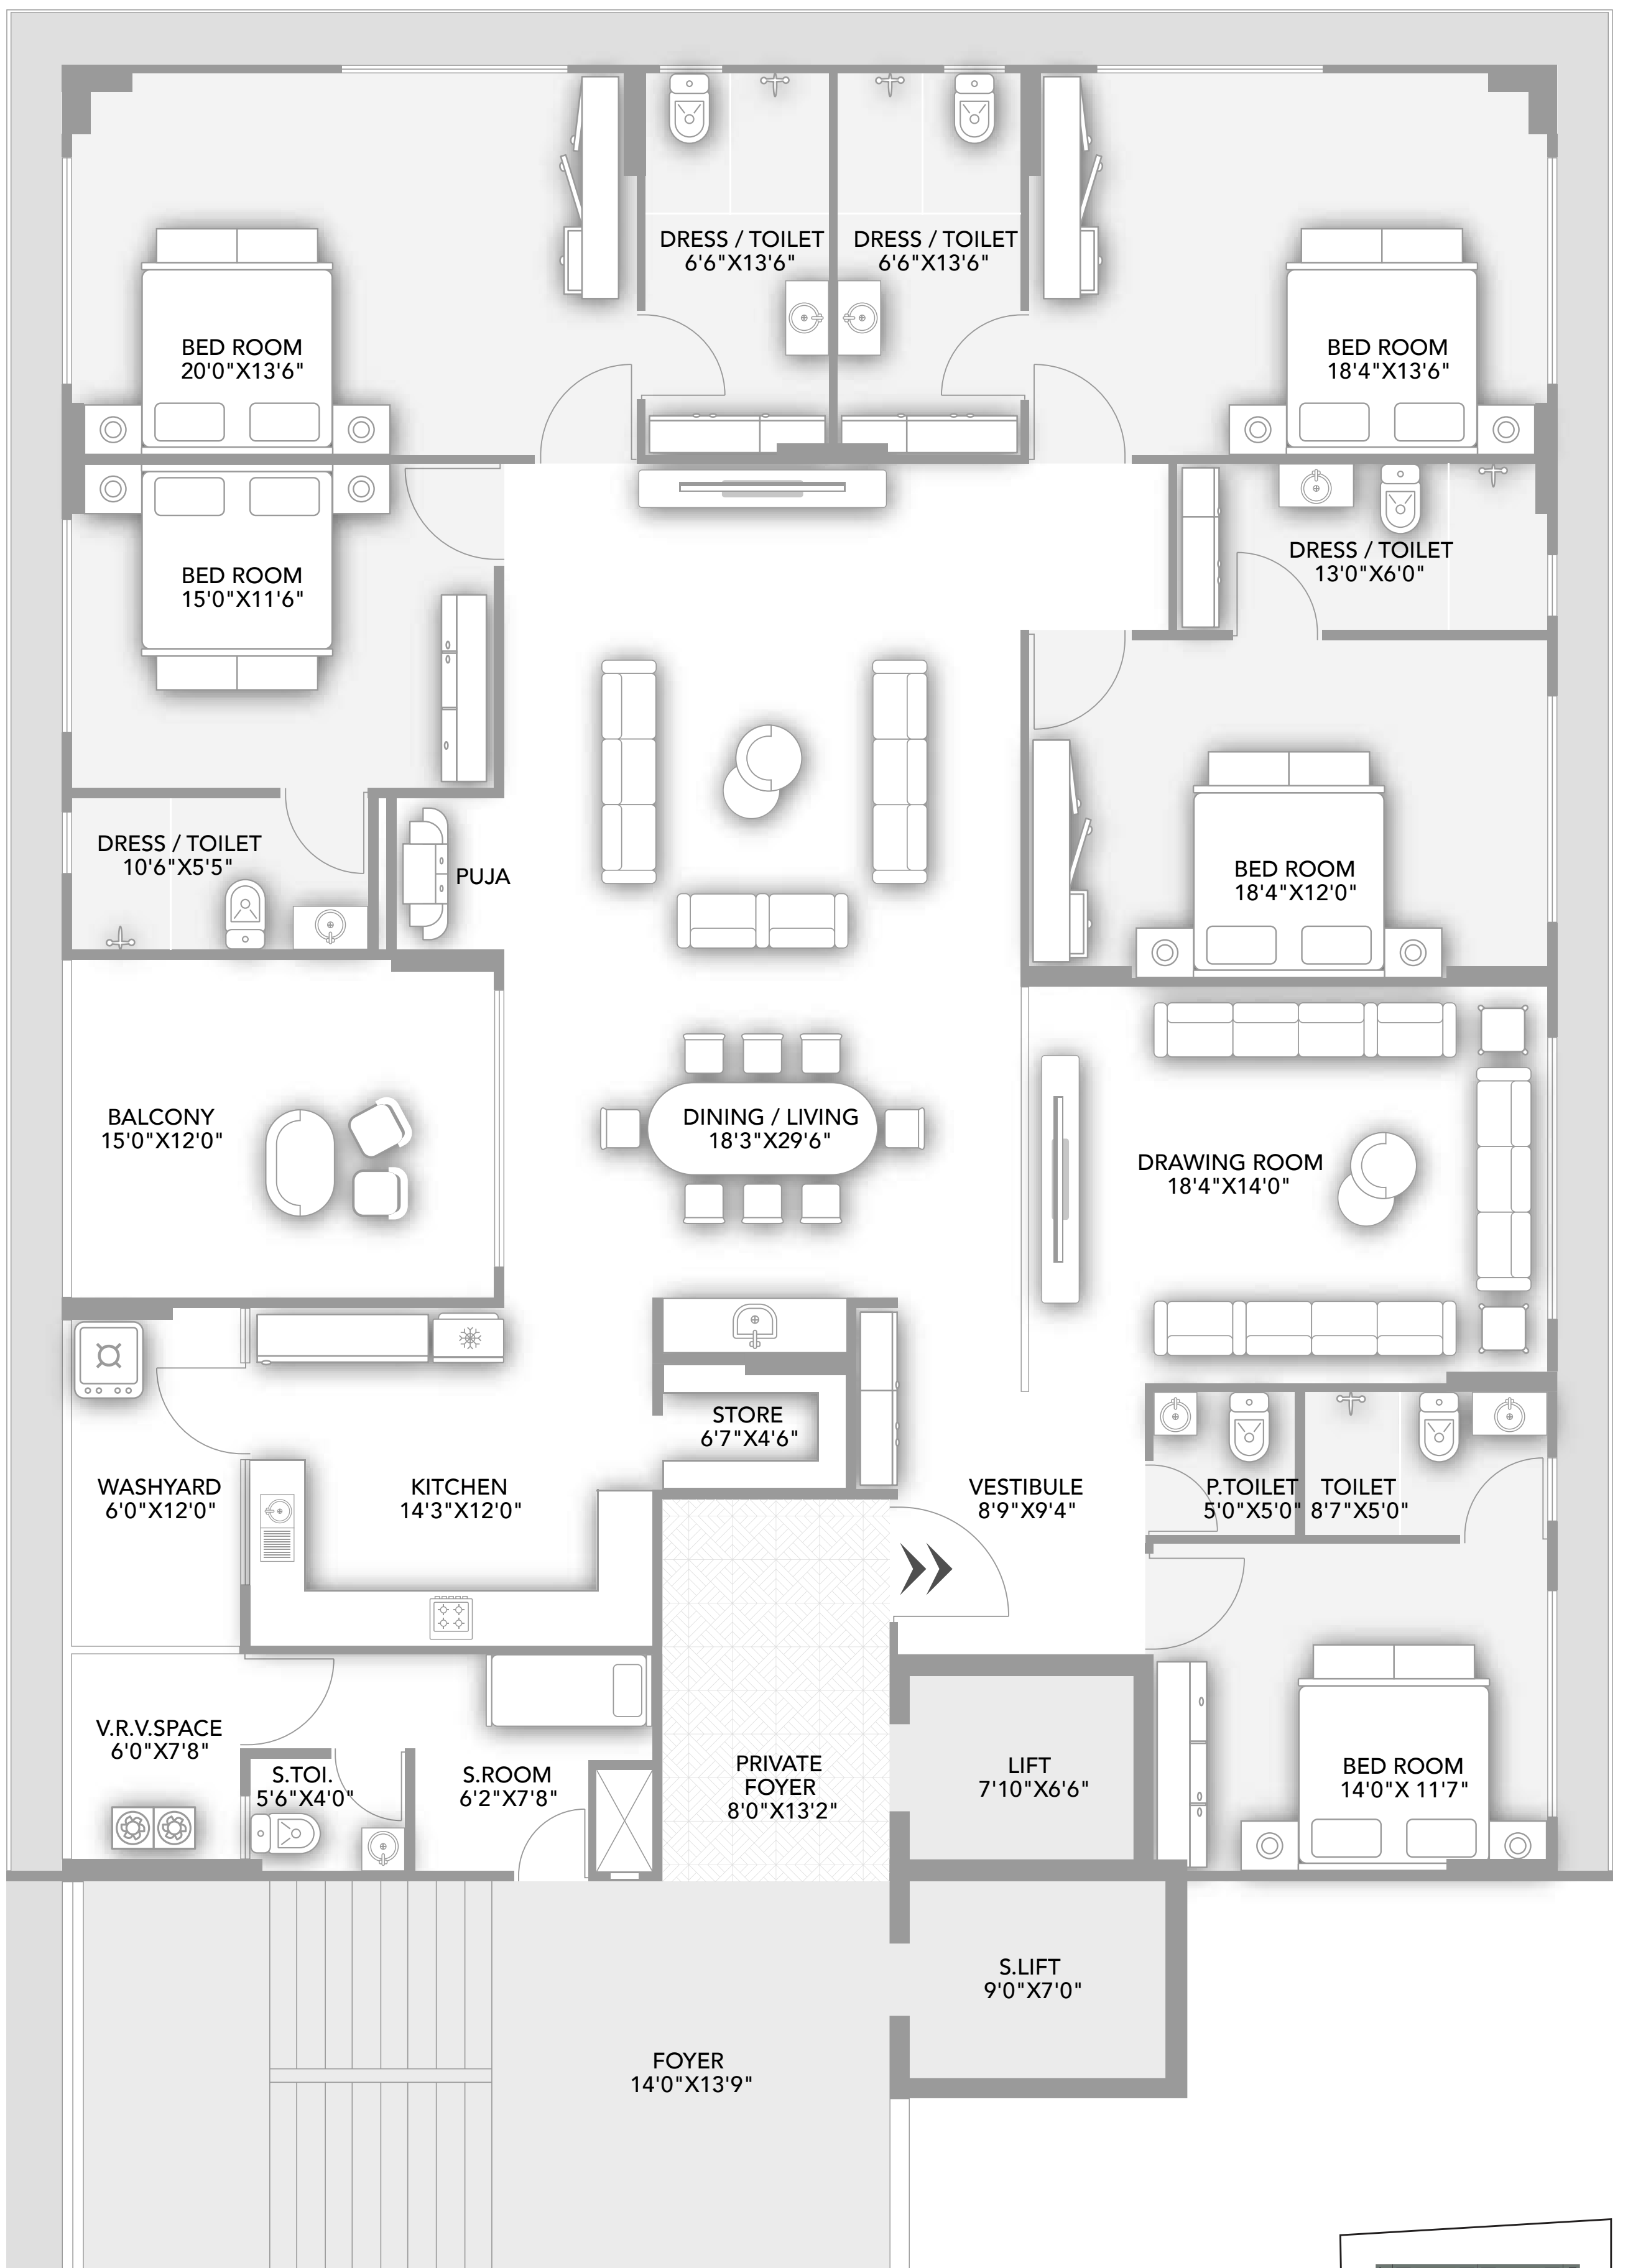 DRESS / TOILET
6'6"X13'6"
DRESS / TOILET
6'6"X13'6"
BED ROOM
20'0"X13'6"
BED ROOM
18'4"X13'6"
BED ROOM
15'0"X11'6"
DRESS / TOILET
13'0"X6'0"
DRESS / TOILET
10'6"X5'5"
PUJA
BED ROOM
18'4"X12'0"
BALCONY
15'0"X12'0"
DINING / LIVING
18'3"X29'6"
DRAWING ROOM
18'4"X14'0"
STORE
6'7"X4'6"
WASHYARD
6'0"X12'0"
KITCHEN
14'3"X12'0"
VESTIBULE
8'9"X9'4"
P.TOILET
5'0"X5'0"
TOILET
8'7"X5'0"
V.R.V.SPACE
6'0"X7'8"
S.TOI.
5'6"X4'0"
S.ROOM
6'2"X7'8"
PRIVATE
FOYER
8'0"X13'2"
LIFT
7'10"X6'6"
BED ROOM
14'0"X 11'7"
S.LIFT
9'0"X7'0"
FOYER
14'0"X13'9"